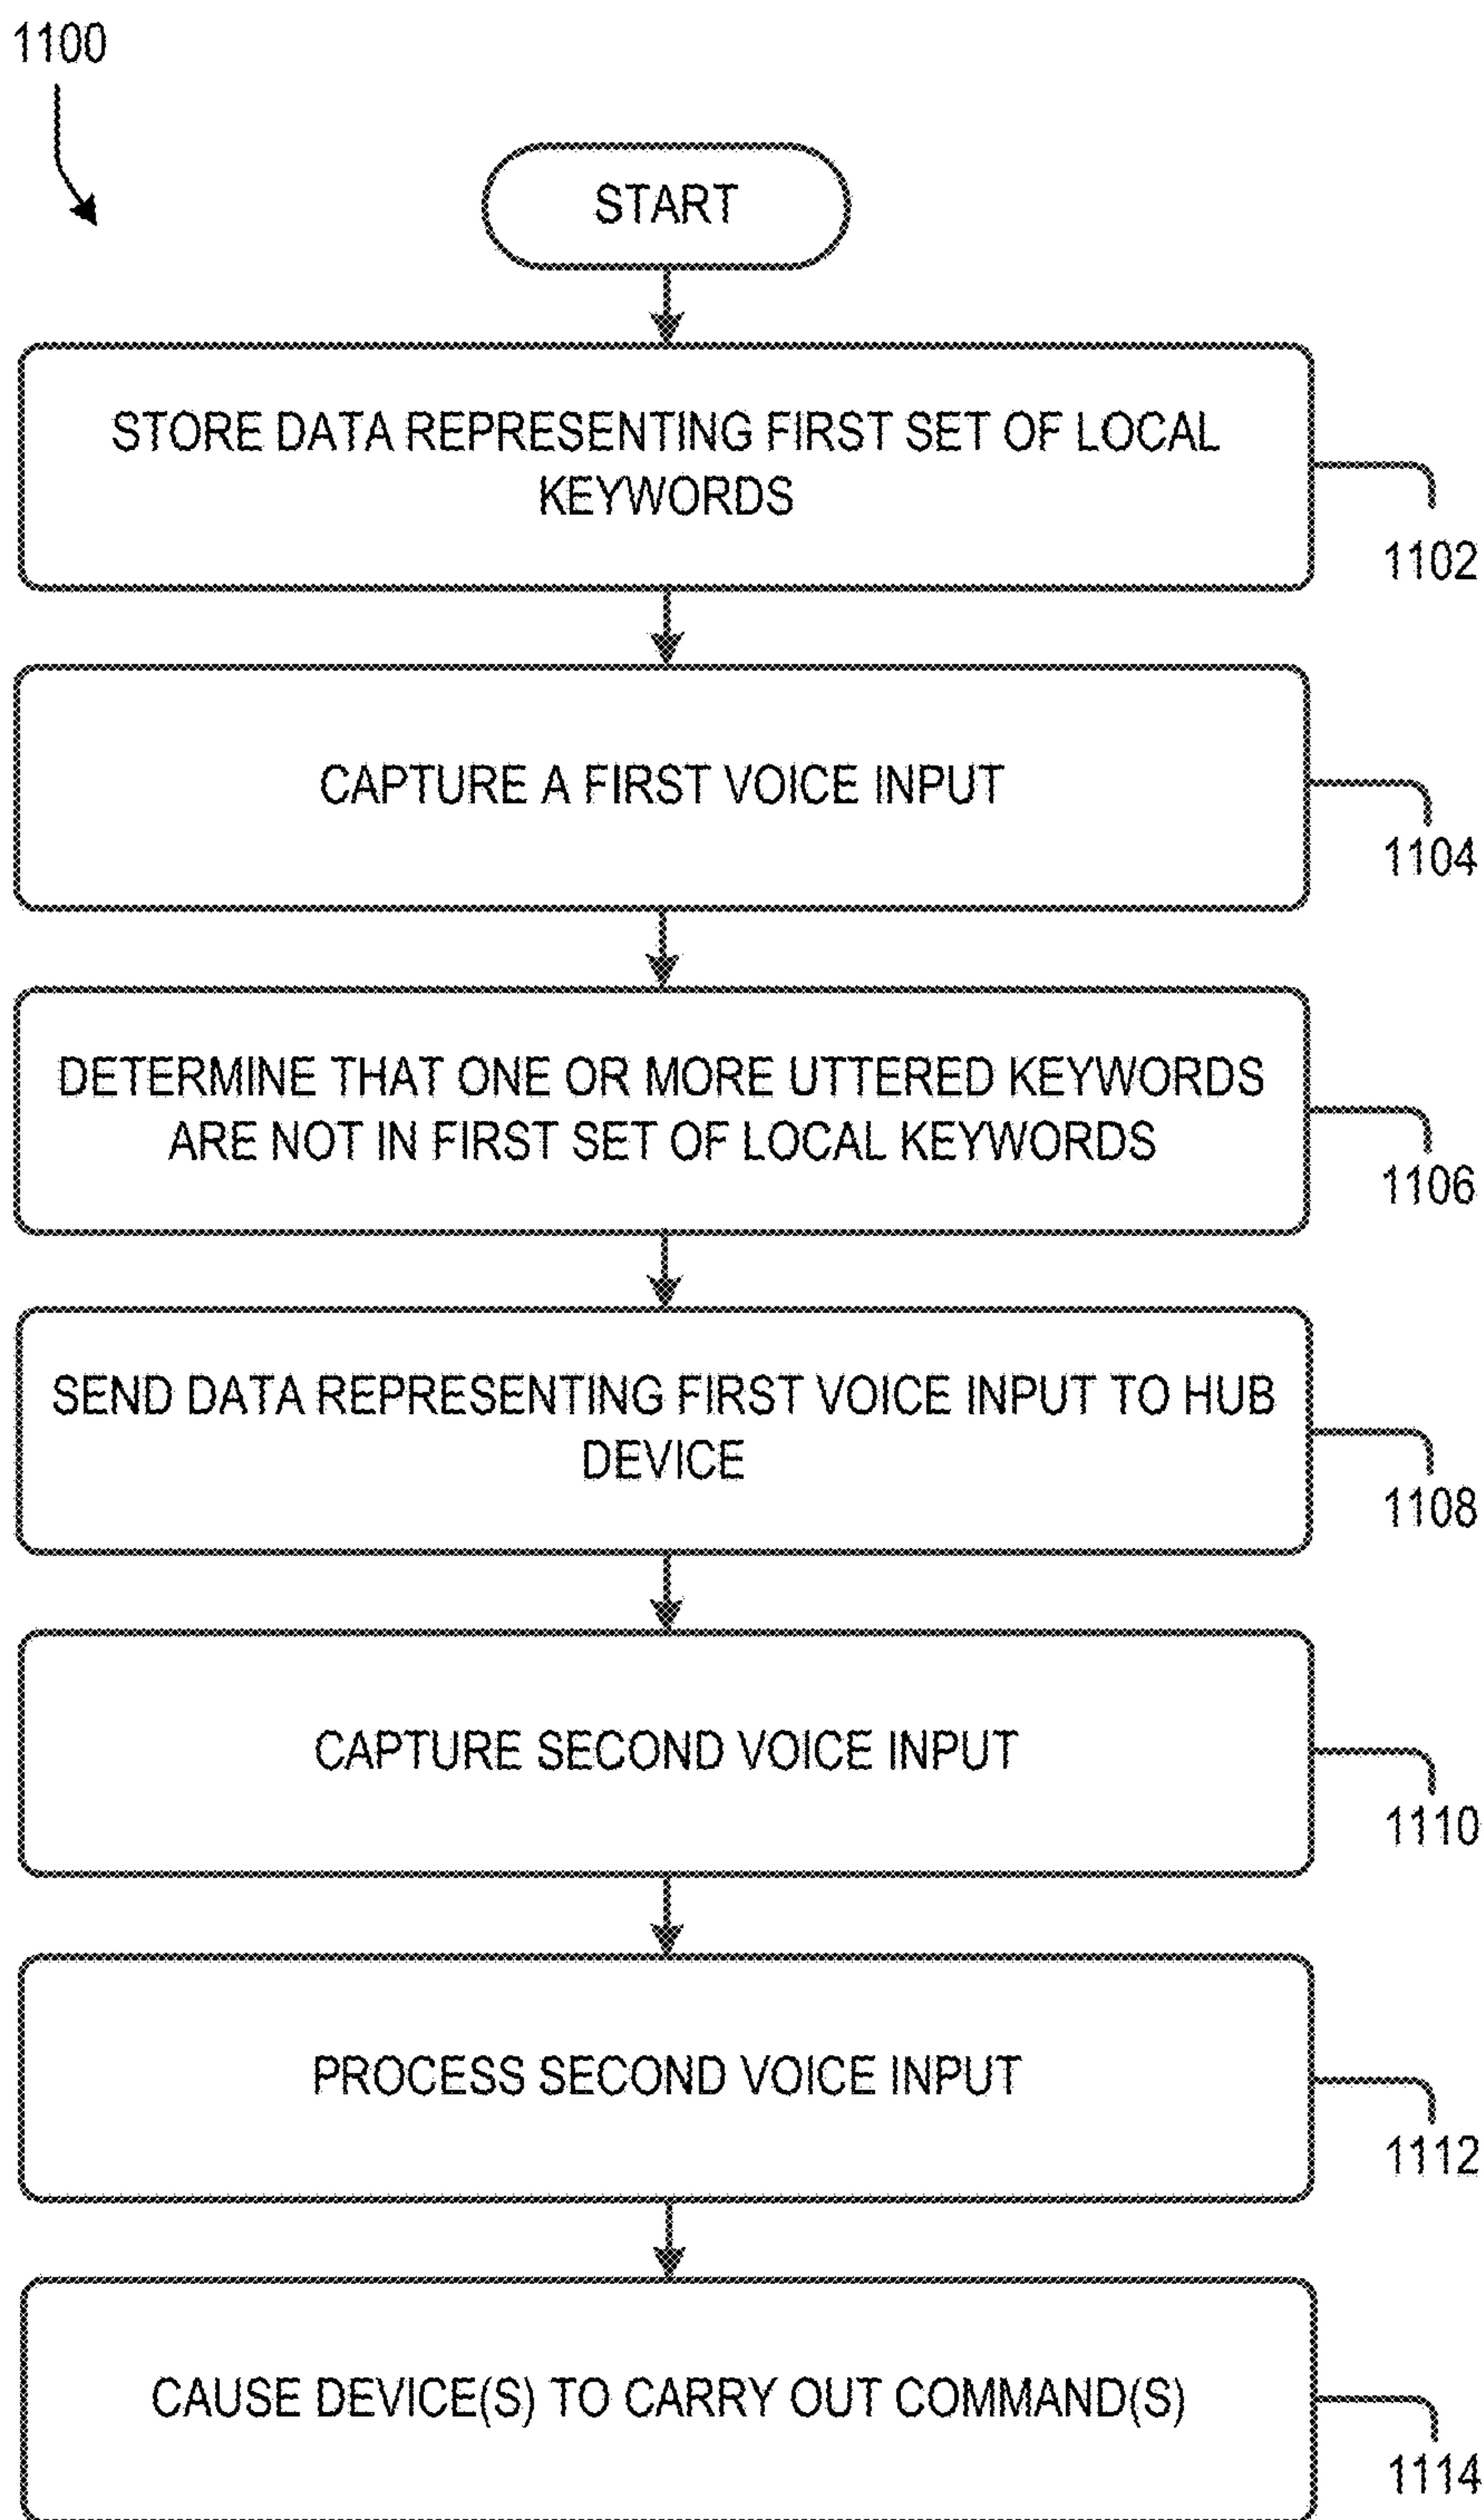 1100
START
STORE DATA REPRESENTING FIRST SET OF LOCAL
KEYWORDS
1102
CAPTURE A FIRST VOICE INPUT
1104
DETERMINE THAT ONE OR MORE UTTERED KEYWORDS
ARE NOT IN FIRST SET OF LOCAL KEYWORDS
1106
SEND DATA REPRESENTING FIRST VOICE INPUT TO HUB
DEVICE
1108
CAPTURE SECOND VOICE INPUT
1110
PROCESS SECOND VOICE INPUT
1112
CAUSE DEVICE(S) TO CARRY OUT COMMAND(S)
1114